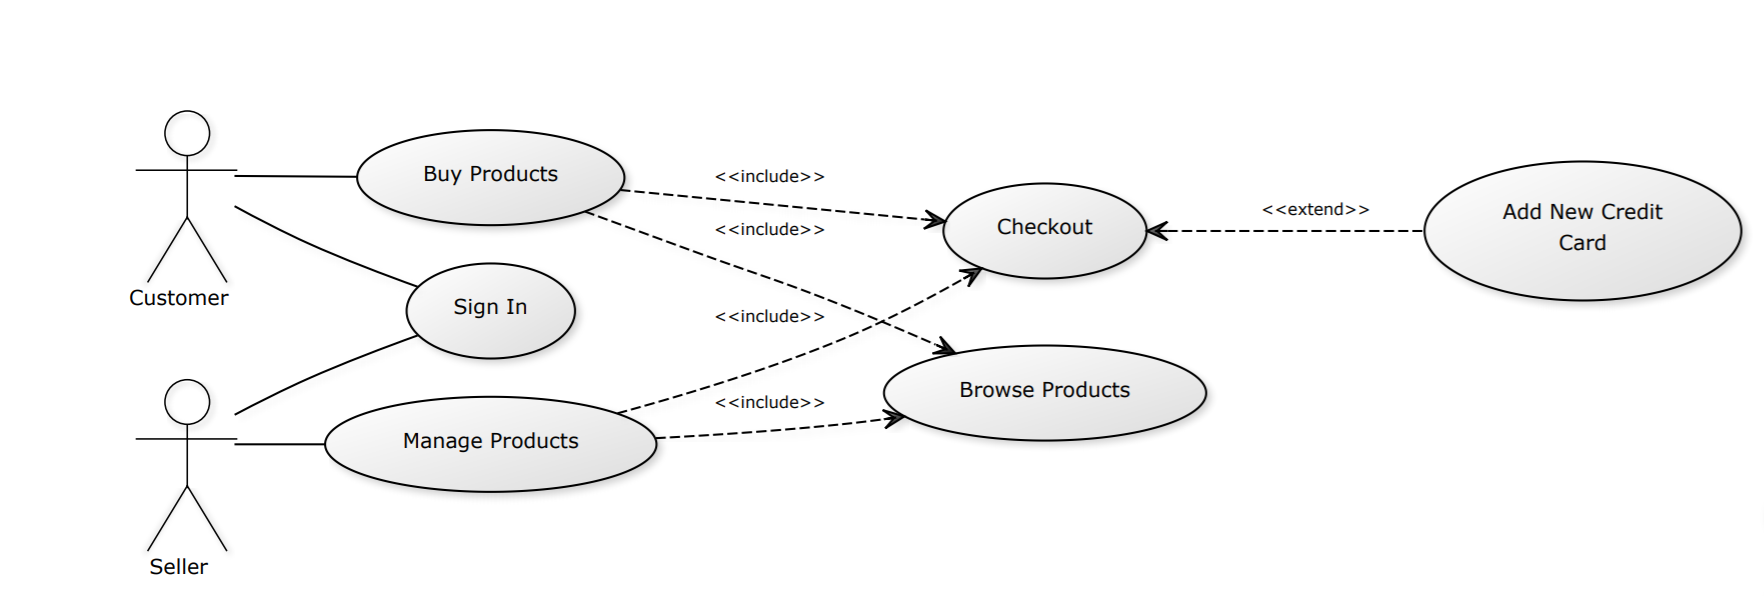 Buy Products
<<include>>
<<include>>
Checkout
<<extend>>
Add New Credit
Card
Customer
Sign In
<<include>>
Browse Products
<<include>>
Manage Products
Seller